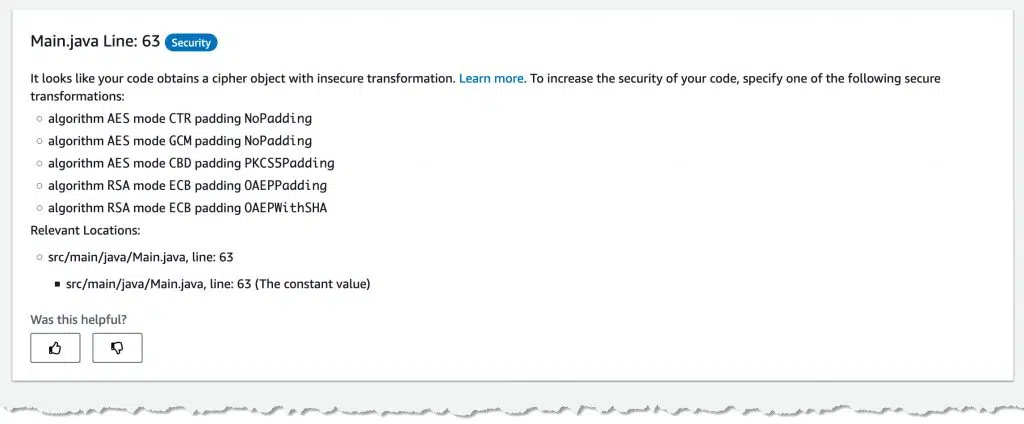 Main.java Line: 63 Security
It looks like your code obtains a cipher object with insecure transformation. Learn more. To increase the security of your code, specify one of the following secure
transformations:
algorithm AES mode CTR padding NoPadding
algorithm AES mode GCM padding NoPadding
algorithm AES mode CBD padding PKCS5Padding
algorithm RSA mode ECB padding OAEPPadding
algorithm RSA mode ECB padding OAEPWithSHA
Relevant Locations:
src/main/java/Main.java, line: 63
src/main/java/Main.java, line: 63 (The constant value)
Was this helpful?